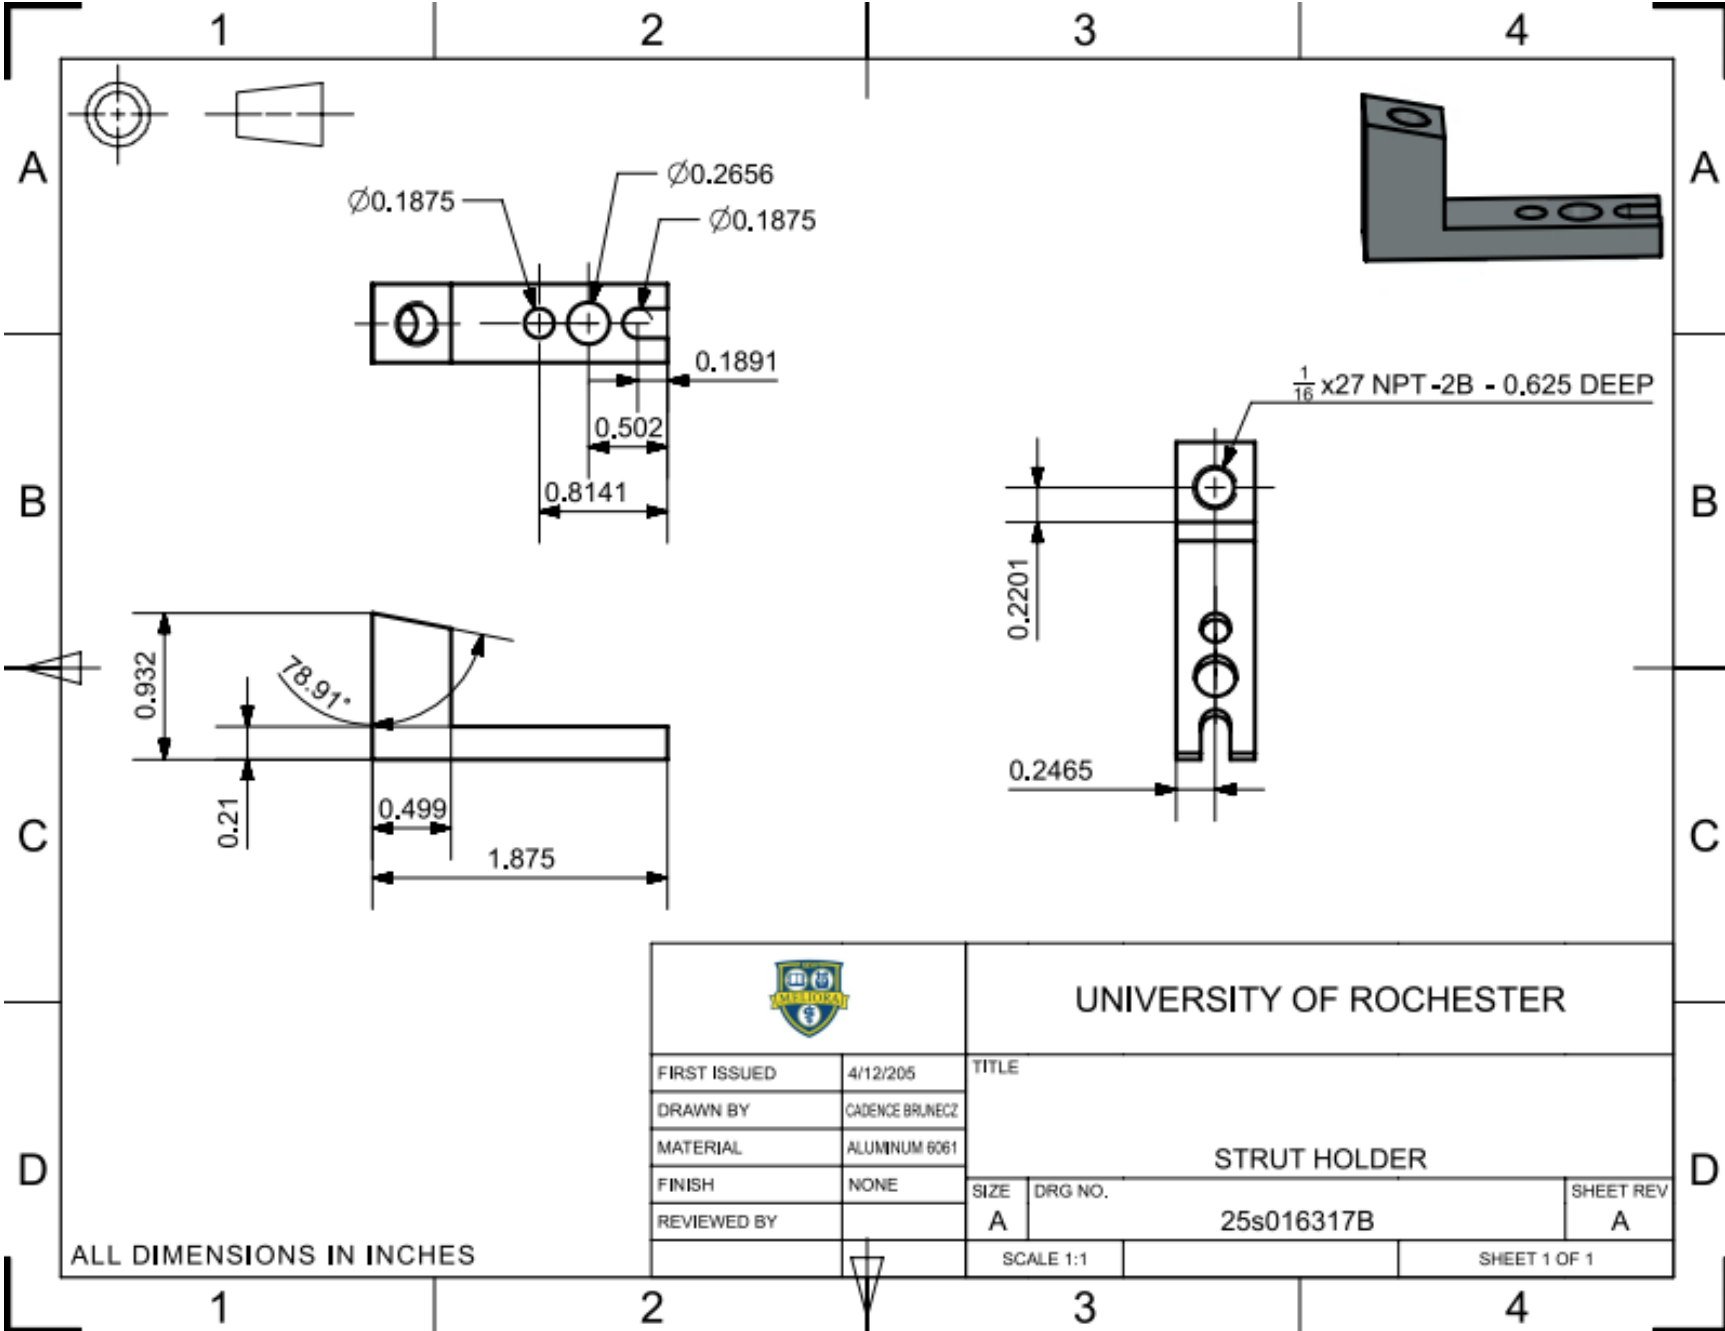 1 2 3 4
A A
Ø0.2656
Ø0.1875
Ø0.1875
0.1891
0.502
0.8141
1/16 x27 NPT -2B - 0.625 DEEP
B B
0.2201
0.932
78.91°
0.21
0.499
1.875
0.2465
C C
MELIORA
UNIVERSITY OF ROCHESTER
FIRST ISSUED 4/12/205
DRAWN BY CADENCE BRUNECZ
MATERIAL ALUMINUM 6061
FINISH NONE
REVIEWED BY
TITLE
STRUT HOLDER
SIZE DRG NO. SHEET REV
A 25s016317B A
SCALE 1:1 SHEET 1 OF 1
D D
ALL DIMENSIONS IN INCHES
1 2 3 4